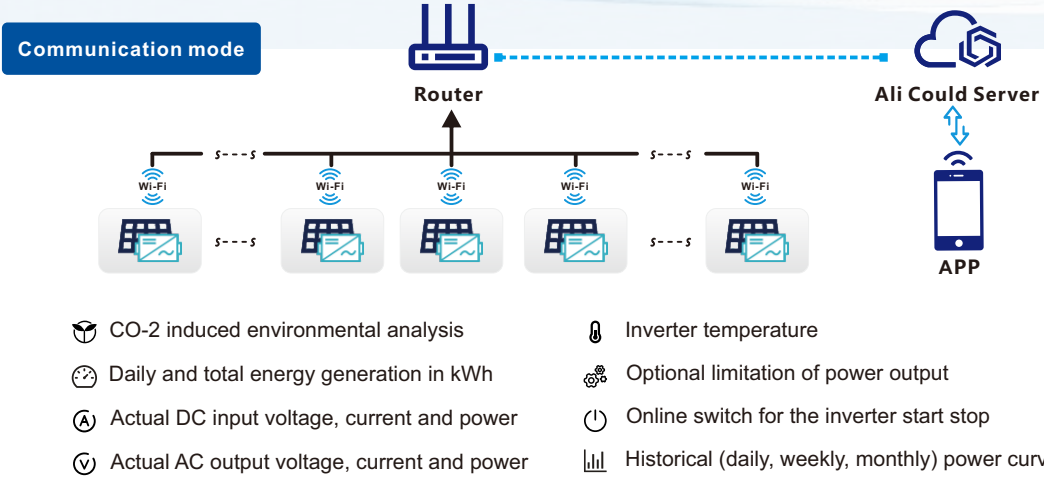 Communication mode
Router
Ali Could Server
s---s
s---s
Wi-Fi
Wi-Fi
Wi-Fi
Wi-Fi
Wi-Fi
s---s
s---s
APP
CO-2 induced environmental analysis
Inverter temperature
Daily and total energy generation in kWh
Optional limitation of power output
A Actual DC input voltage, current and power
Online switch for the inverter start stop
V Actual AC output voltage, current and power
Historical (daily, weekly, monthly) power curv